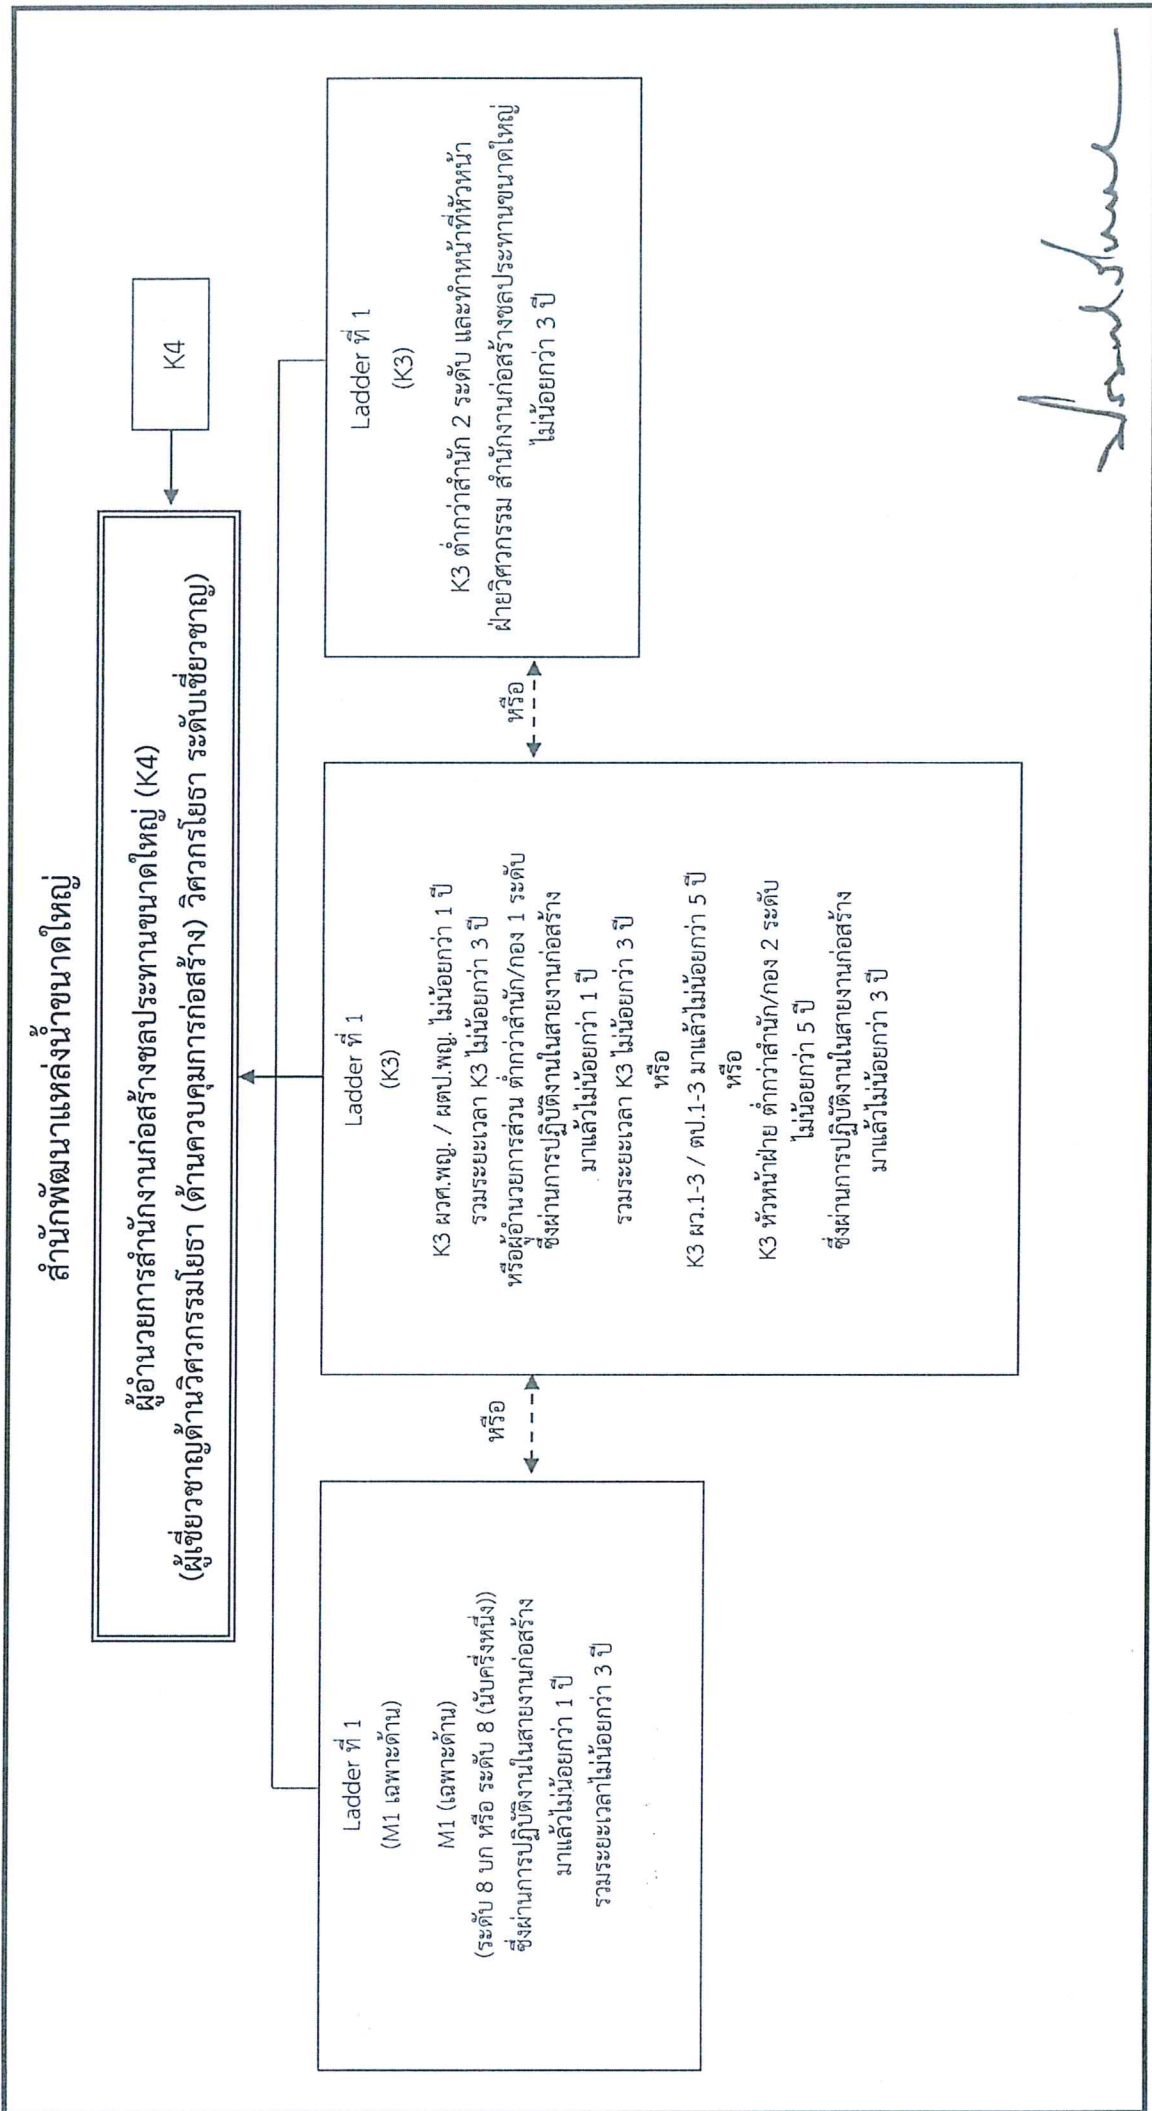 สำนักพัฒนาแหล่งน้ำขนาดใหญ่
ผู้อำนวยการสำนักงานก่อสร้างชลประทานขนาดใหญ่ (K4)
(ผู้เชี่ยวชาญด้านวิศวกรรมโยธา (ด้านควบคุมการก่อสร้าง) วิศวกรโยธา ระดับเชี่ยวชาญ)
K4
Ladder ที่ 1
(M1 เฉพาะด้าน)
M1 (เฉพาะด้าน)
(ระดับ 8 บก หรือ ระดับ 8 (นับครึ่งหนึ่ง))
ซึ่งผ่านการปฏิบัติงานในสายงานก่อสร้าง
มาแล้วไม่น้อยกว่า 1 ปี
รวมระยะเวลาไม่น้อยกว่า 3 ปี
หรือ
Ladder ที่ 1
(K3)
K3 ผวศ.พญ. / ผตป.พญ. ไม่น้อยกว่า 1 ปี
รวมระยะเวลา K3 ไม่น้อยกว่า 3 ปี
หรือผู้อำนวยการส่วน ต่ำกว่าสำนัก/กอง 1 ระดับ
ซึ่งผ่านการปฏิบัติงานในสายงานก่อสร้าง
มาแล้วไม่น้อยกว่า 1 ปี
รวมระยะเวลา K3 ไม่น้อยกว่า 3 ปี
หรือ
K3 ผว.1-3 / ตป.1-3 มาแล้วไม่น้อยกว่า 5 ปี
หรือ
K3 หัวหน้าฝ่าย ต่ำกว่าสำนัก/กอง 2 ระดับ
ไม่น้อยกว่า 5 ปี
ซึ่งผ่านการปฏิบัติงานในสายงานก่อสร้าง
มาแล้วไม่น้อยกว่า 3 ปี
หรือ
Ladder ที่ 1
(K3)
K3 ต่ำกว่าสำนัก 2 ระดับ และทำหน้าที่หัวหน้า
ฝ่ายวิศวกรรม สำนักงานก่อสร้างชลประทานขนาดใหญ่
ไม่น้อยกว่า 3 ปี